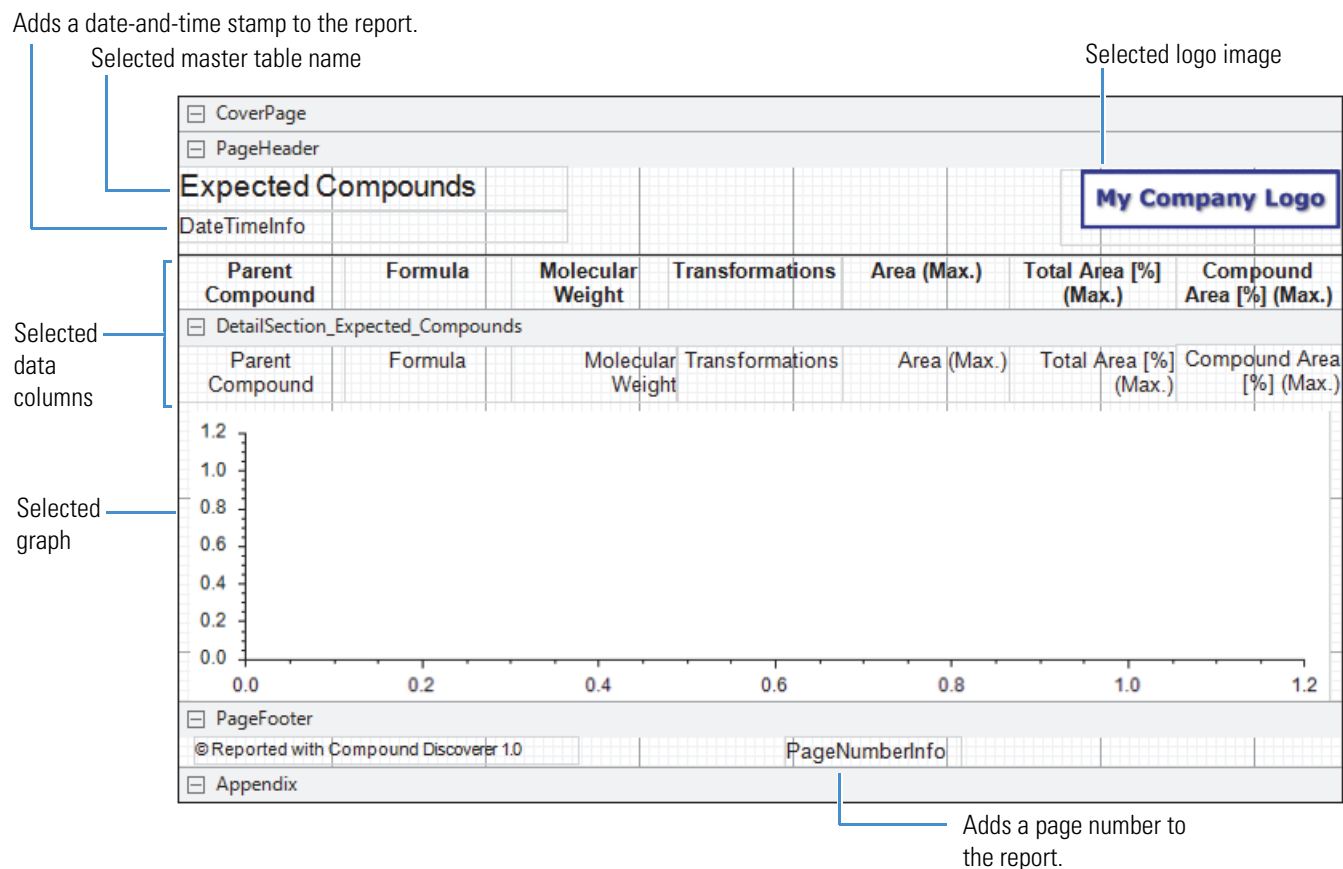 Adds a date-and-time stamp to the report.
Selected master table name
Selected logo image
CoverPage
PageHeader
Expected Compounds
My Company Logo
DateTimeInfo
Parent Compound Formula Molecular Weight Transformations Area (Max.) Total Area [%] (Max.) Compound Area [%] (Max.)
Selected data columns
DetailSection_Expected_Compounds
Parent Compound Formula Molecular Weight Transformations Area (Max.) Total Area [%] (Max.) Compound Area [%] (Max.)
1.2
1.0
0.8
Selected graph
0.6
0.4
0.2
0.0
0.0 0.2 0.4 0.6 0.8 1.0 1.2
PageFooter
© Reported with Compound Discoverer 1.0 PageNumberInfo
Appendix
Adds a page number to
the report.